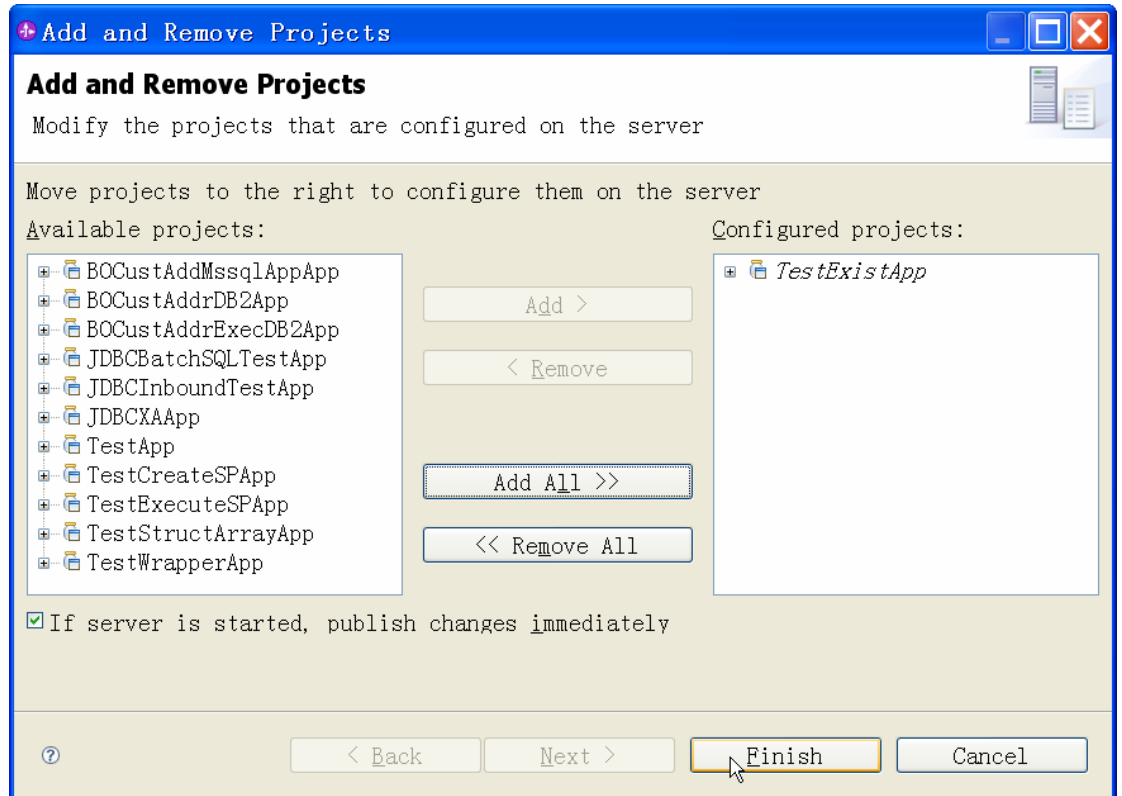 Add and Remove Projects
Add and Remove Projects
Modify the projects that are configured on the server
Move projects to the right to configure them on the server
Available projects:
BOCustAddMssqlAppApp
BOCustAddrDB2App
BOCustAddrExecDB2App
JDBCBatchSQLTestApp
JDBCInboundTestApp
JDBCXAApp
TestApp
TestCreateSPApp
TestExecuteSPApp
TestStructArrayApp
TestWrapperApp
Add >
< Remove
Add All >>
<< Remove All
Configured projects:
TestExistApp
If server is started, publish changes immediately
?
< Back
Next >
Finish
Cancel